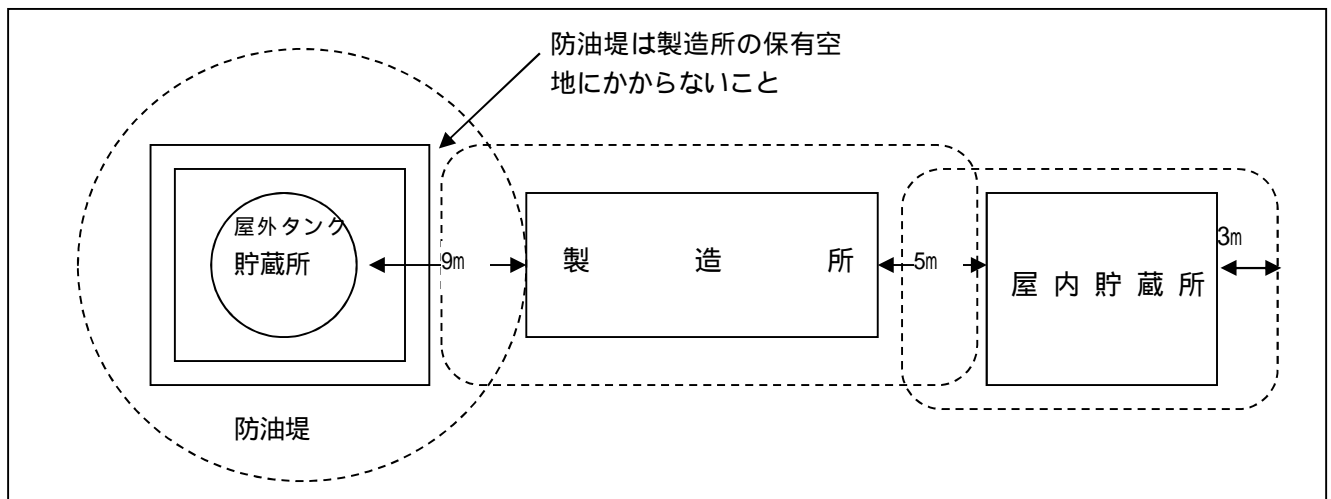 防油堤は製造所の保有空
地にかからないこと
屋外タンク
貯蔵所
9m
製造所
5m
屋内貯蔵所
3m
防油堤